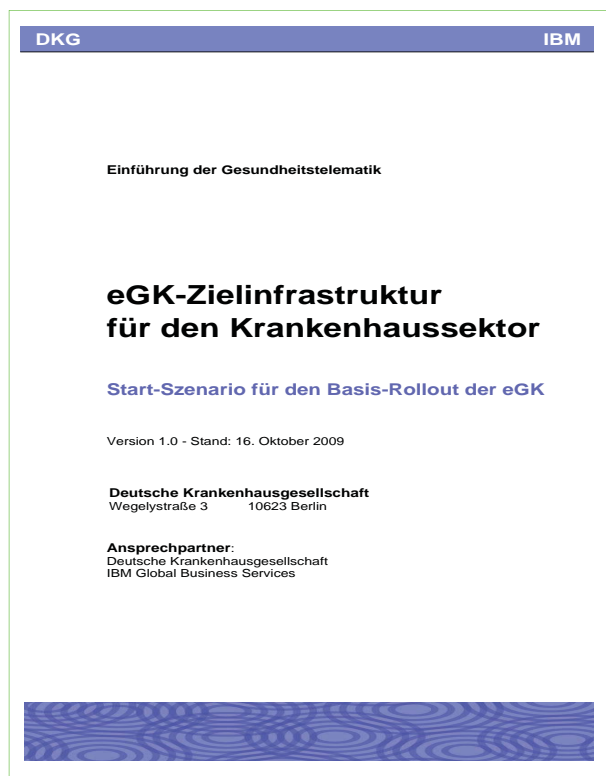 DKG IBM
Einführung der Gesundheitstelematik
eGK-Zielinfrastruktur
für den Krankenhaussektor
Start-Szenario für den Basis-Rollout der eGK
Version 1.0 - Stand: 16. Oktober 2009
Deutsche Krankenhausgesellschaft
Wegelystraße 3 10623 Berlin
Ansprechpartner:
Deutsche Krankenhausgesellschaft
IBM Global Business Services